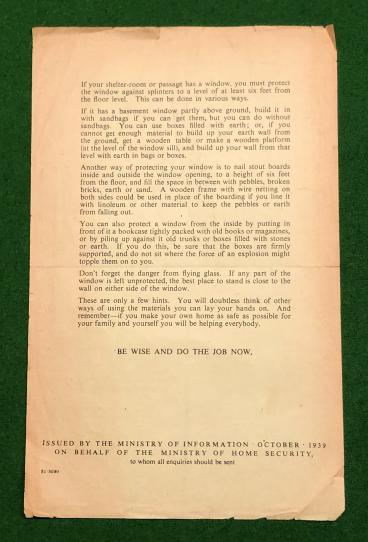 If your shelter-room or passage has a window, you must protect
the window against splinters to a level of at least six feet from
the floor level. This can be done in various ways.
If it has a basement window partly above ground, build it in
with sandbags if you can get them, but you can do without
sandbags. You can use boxes filled with earth; or, if you
cannot get enough material to build up your earth wall from
the ground, get a wooden table or make a wooden platform
(at the level of the window sill), and build up your wall from that
level with earth in bags or boxes.
Another way of protecting your window is to nail stout boards
inside and outside the window opening, to a height of six feet
from the floor, and fill the space in between with pebbles, broken
bricks, earth or sand. A wooden frame with wire netting on
both sides could be used in place of the boarding if you line it
with linoleum or other material to keep the pebbles or earth
from falling out.
You can also protect a window from the inside by putting in
front of it a bookcase tightly packed with old books or magazines,
or by piling up against it old trunks or boxes filled with stones
or earth. If you do this, be sure that the boxes are firmly
supported, and do not sit where the force of an explosion might
topple them on to you.
Don't forget the danger from flying glass. If any part of the
window is left unprotected, the best place to stand is close to the
wall on either side of the window.
These are only a few hints. You will doubtless think of other
ways of using the materials you can lay your hands on. And
remember—if you make your own home as safe as possible for
your family and yourself you will be helping everybody.
BE WISE AND DO THE JOB NOW.
ISSUED BY THE MINISTRY OF INFORMATION · OCTOBER · 1939
ON BEHALF OF THE MINISTRY OF HOME SECURITY,
to whom all enquiries should be sent